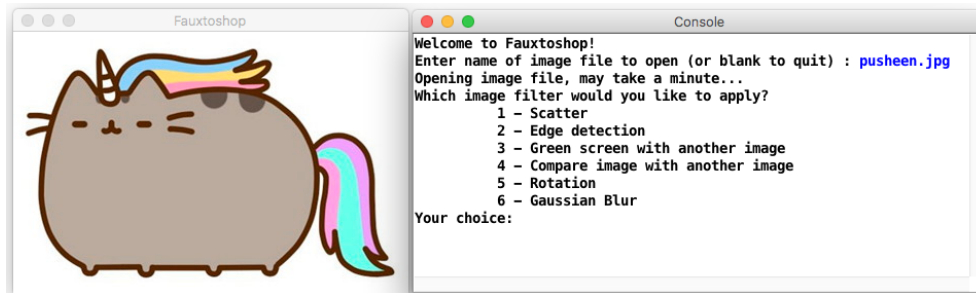 Fauxtoshop
Console
Welcome to Fauxtoshop!
Enter name of image file to open (or blank to quit) : pusheen.jpg
Opening image file, may take a minute...
Which image filter would you like to apply?
1 – Scatter
2 – Edge detection
3 – Green screen with another image
4 – Compare image with another image
5 – Rotation
6 – Gaussian Blur
Your choice: